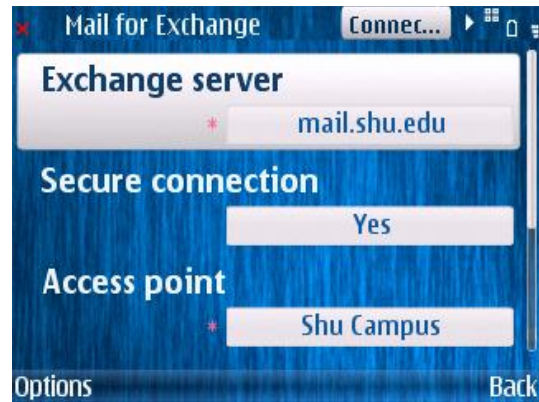 Mail for Exchange Connec...
Exchange server
* mail.shu.edu
Secure connection
Yes
Access point
* Shu Campus
Options Back